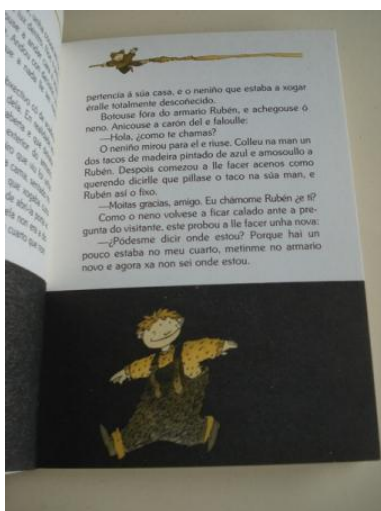 pertencia á súa casa, e o neniño que estaba a xogar
éralle totalmente descoñecido.
Botouse fóra do armario Rubén, e achegouse ó
neno. Anicouse a carón del e faloulle:
—Hola, ¿como te chamas?
O neniño mirou para el e riuse. Colleu na man un
dos tacos de madeira pintado de azul e amosoullo a
Rubén. Despois comezou a lle facer acenos como
querendo dicirlle que pillase o taco na súa man, e
Rubén así o fixo.
—Moitas gracias, amigo. Eu chámome Rubén ¿e ti?
Como o neno volvese a ficar calado ante a pre-
gunta do visitante, este probou a lle facer unha nova:
—¿Pódesme dicir onde estou? Porque hai un
pouco estaba no meu cuarto, metinme no armario
novo e agora xa non sei onde estou.